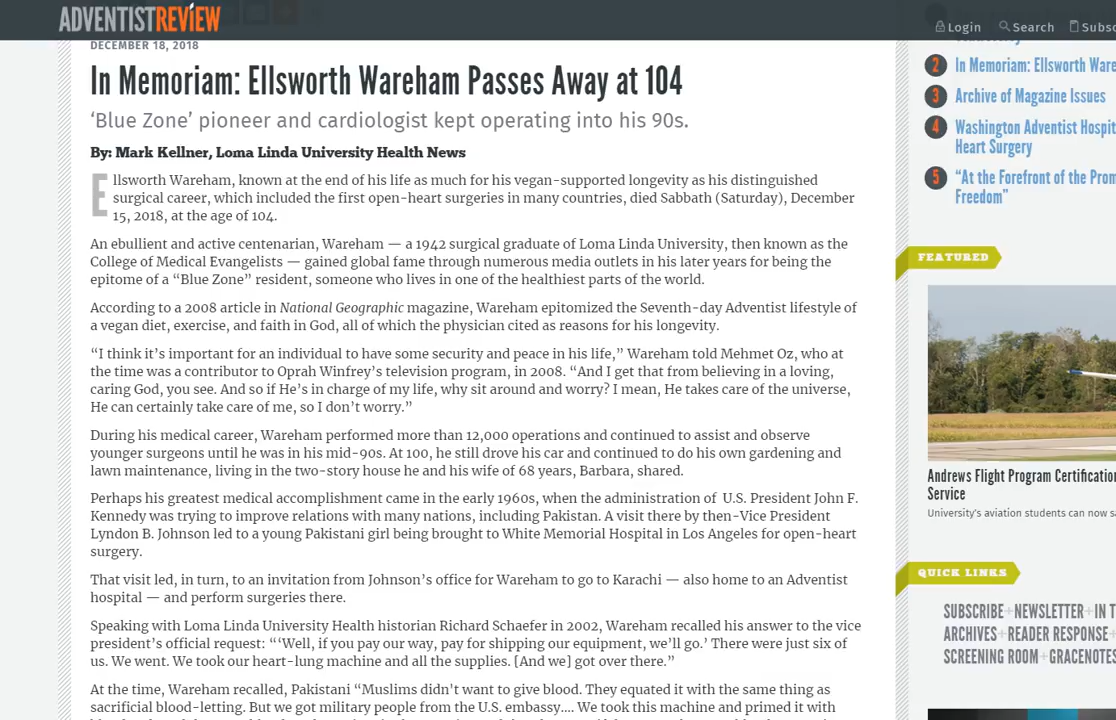 ADVENTISTREVIEW
Login Search
DECEMBER 18, 2018
In Memoriam: Ellsworth Wareham Passes Away at 104
‘Blue Zone’ pioneer and cardiologist kept operating into his 90s.
By: Mark Kellner, Loma Linda University Health News
Ellsworth Wareham, known at the end of his life as much for his vegan-supported longevity as his distinguished
surgical career, which included the first open-heart surgeries in many countries, died Sabbath (Saturday), December
15, 2018, at the age of 104.
An ebullient and active centenarian, Wareham — a 1942 surgical graduate of Loma Linda University, then known as the
College of Medical Evangelists — gained global fame through numerous media outlets in his later years for being the
epitome of a “Blue Zone” resident, someone who lives in one of the healthiest parts of the world.
According to a 2008 article in National Geographic magazine, Wareham epitomized the Seventh-day Adventist lifestyle of
a vegan diet, exercise, and faith in God, all of which the physician cited as reasons for his longevity.
“I think it’s important for an individual to have some security and peace in his life,” Wareham told Mehmet Oz, who at
the time was a contributor to Oprah Winfrey’s television program, in 2008. “And I get that from believing in a loving,
caring God, you see. And so if He’s in charge of my life, why sit around and worry? I mean, He takes care of the universe,
He can certainly take care of me, so I don’t worry.”
During his medical career, Wareham performed more than 12,000 operations and continued to assist and observe
younger surgeons until he was in his mid-90s. At 100, he still drove his car and continued to do his own gardening and
lawn maintenance, living in the two-story house he and his wife of 68 years, Barbara, shared.
Perhaps his greatest medical accomplishment came in the early 1960s, when the administration of U.S. President John F.
Kennedy was trying to improve relations with many nations, including Pakistan. A visit there by then-Vice President
Lyndon B. Johnson led to a young Pakistani girl being brought to White Memorial Hospital in Los Angeles for open-heart
surgery.
That visit led, in turn, to an invitation from Johnson’s office for Wareham to go to Karachi — also home to an Adventist
hospital — and perform surgeries there.
Speaking with Loma Linda University Health historian Richard Schaefer in 2002, Wareham recalled his answer to the vice
president’s official request: “‘Well, if you pay our way, pay for shipping our equipment, we’ll go.’ There were just six of
us. We went. We took our heart-lung machine and all the supplies. [And we] got over there.”
At the time, Wareham recalled, Pakistani “Muslims didn’t want to give blood. They equated it with the same thing as
sacrificial blood-letting. But we got military people from the U.S. embassy.... We took this machine and primed it with
2 In Memoriam: Ellsworth Ware
3 Archive of Magazine Issues
4 Washington Adventist Hospit
Heart Surgery
5 “At the Forefront of the Prom
Freedom”
FEATURED
Andrews Flight Program Certificatio
Service
University’s aviation students can now s
QUICK LINKS
SUBSCRIBE+NEWSLETTER+IN T
ARCHIVES+READER RESPONSE+
SCREENING ROOM+GRACENOTES